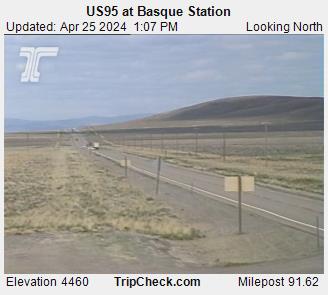 US95 at Basque Station
Updated: Apr 25 2024 1:07 PM Looking North
Elevation 4460 TripCheck.com Milepost 91.62